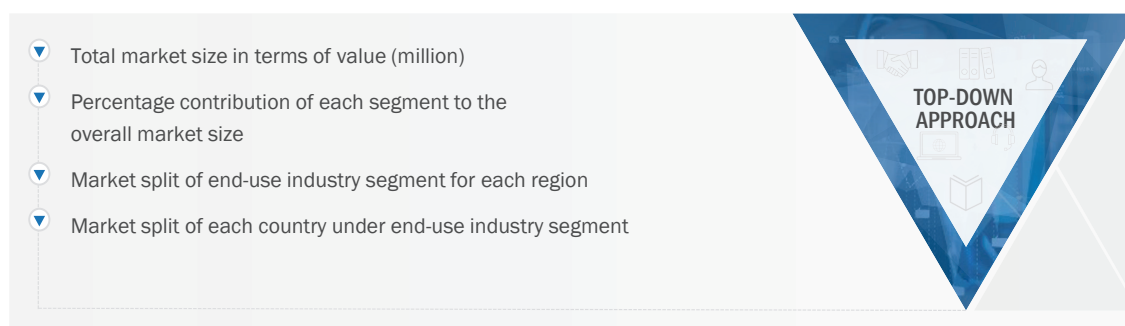 Total market size in terms of value (million)
Percentage contribution of each segment to the
overall market size
Market split of end-use industry segment for each region
Market split of each country under end-use industry segment
TOP-DOWN
APPROACH